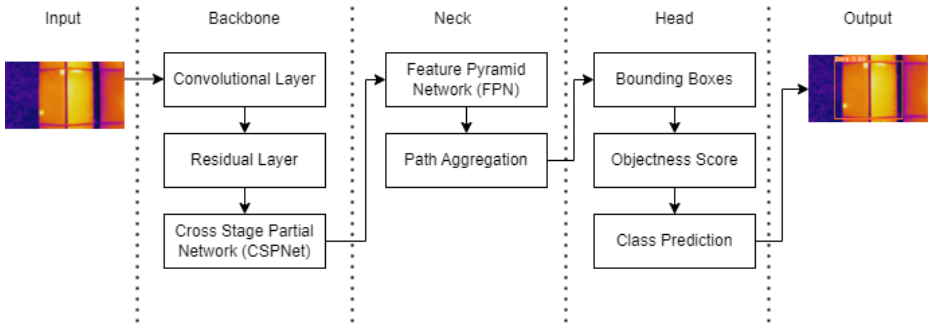 Input
Backbone
Neck
Head
Output
Convolutional Layer
Residual Layer
Cross Stage Partial
Network (CSPNet)
Feature Pyramid
Network (FPN)
Path Aggregation
Bounding Boxes
Objectness Score
Class Prediction